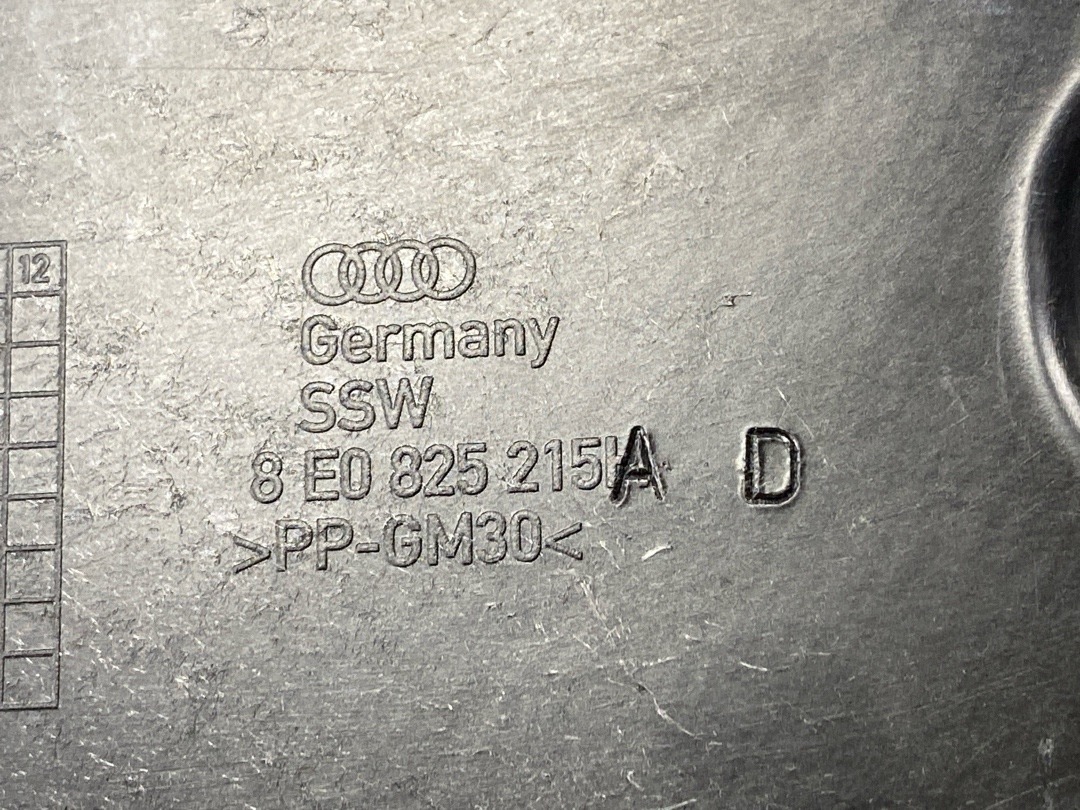 12
Germany
SSW
8 E0 825 215 A D
>PP-GM30<